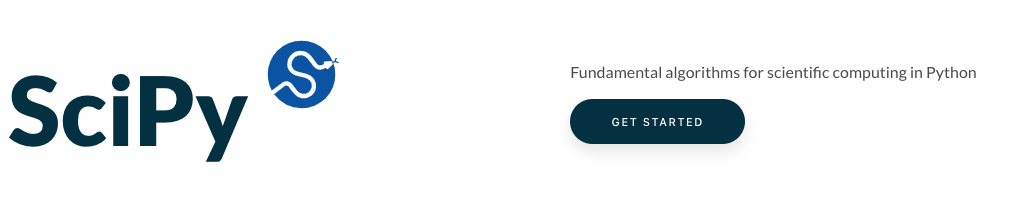 SciPy
Fundamental algorithms for scientific computing in Python
GET STARTED